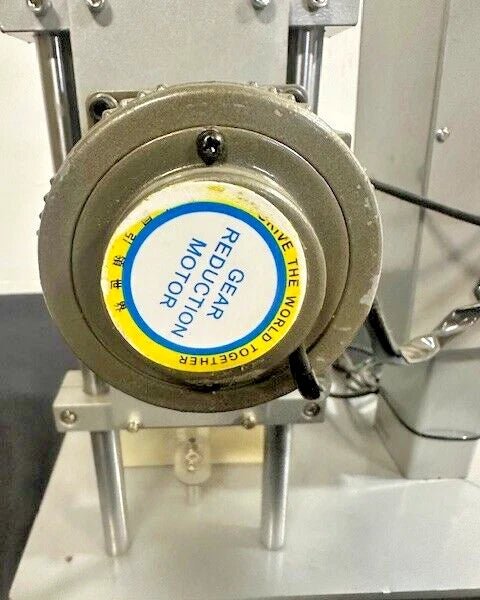 GEAR
REDUCTION
MOTOR
DRIVE THE WORLD TOGETHER